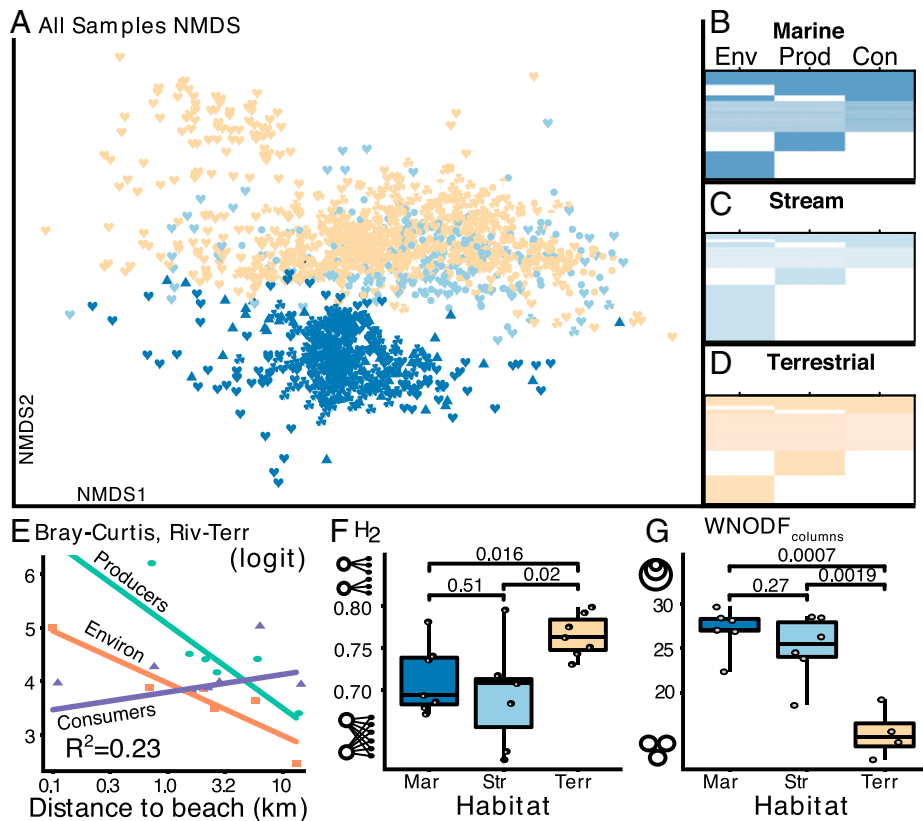 A All Samples NMDS
NMDS2
NMDS1
B
Marine
Env Prod Con
C
Stream
D
Terrestrial
E Bray-Curtis, Riv-Terr
(logit)
6
5
4
3
Producers
Environ
Consumers
R²=0.23
0.1 0.3 1.0 3.2 10
Distance to beach (km)
F H₂
0.016
0.51 0.02
0.80
0.75
0.70
Mar Str Terr
Habitat
G WNODFcolumns
0.0007
0.27 0.0019
30
25
20
Mar Str Terr
Habitat